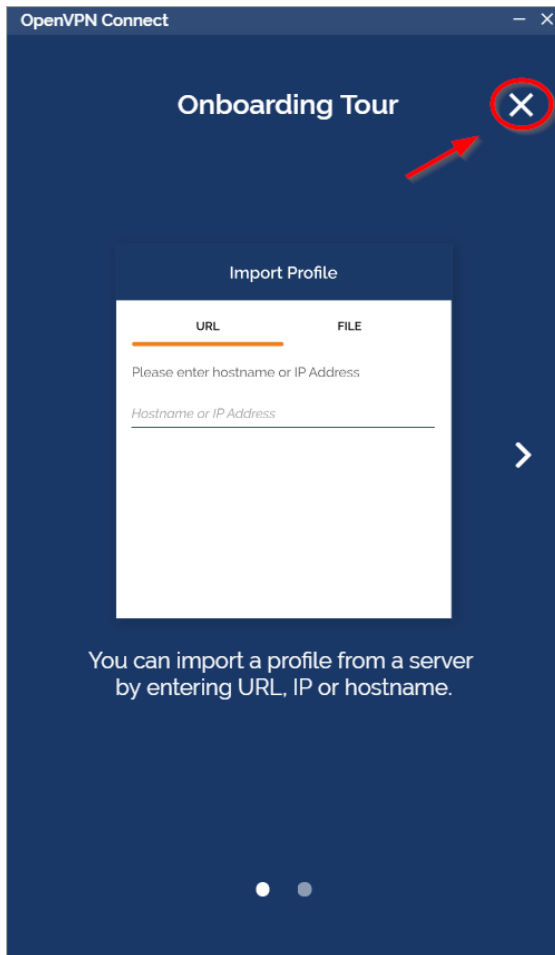 OpenVPN Connect
Onboarding Tour
Import Profile
URL FILE
Please enter hostname or IP Address
Hostname or IP Address
You can import a profile from a server
by entering URL, IP or hostname.